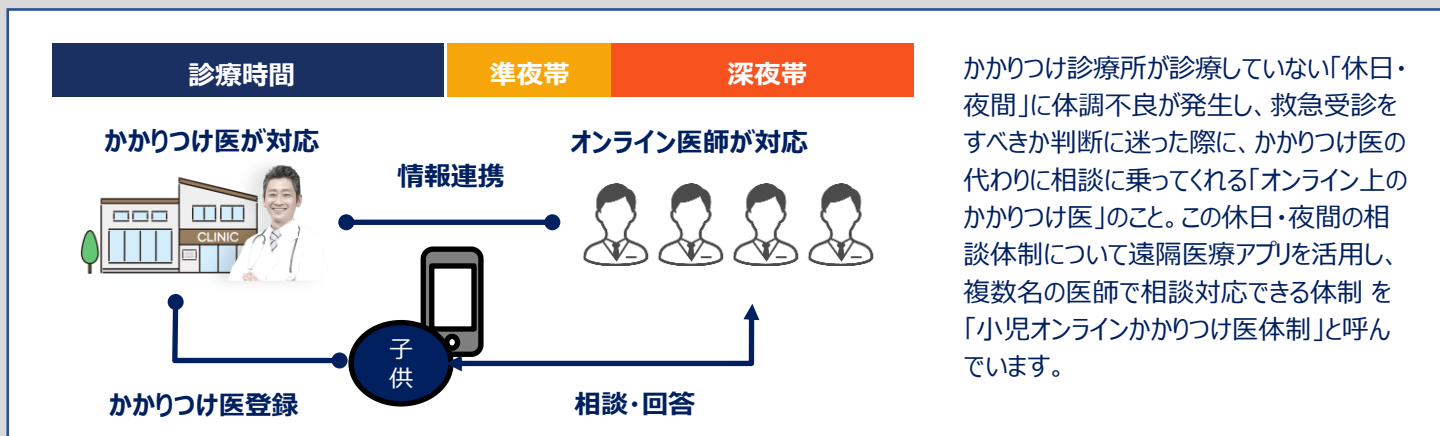 診療時間
準夜帯
深夜帯
かかりつけ医が対応
オンライン医師が対応
情報連携
CLINIC
子
供
かかりつけ医登録
相談・回答
かかりつけ診療所が診療していない「休日・
夜間」に体調不良が発生し、救急受診を
すべきか判断に迷った際に、かかりつけ医の
代わりに相談に乗ってくれる「オンライン上の
かかりつけ医」のこと。この休日・夜間の相
談体制について遠隔医療アプリを活用し、
複数名の医師で相談対応できる体制 を
「小児オンラインかかりつけ医体制」と呼ん
でいます。